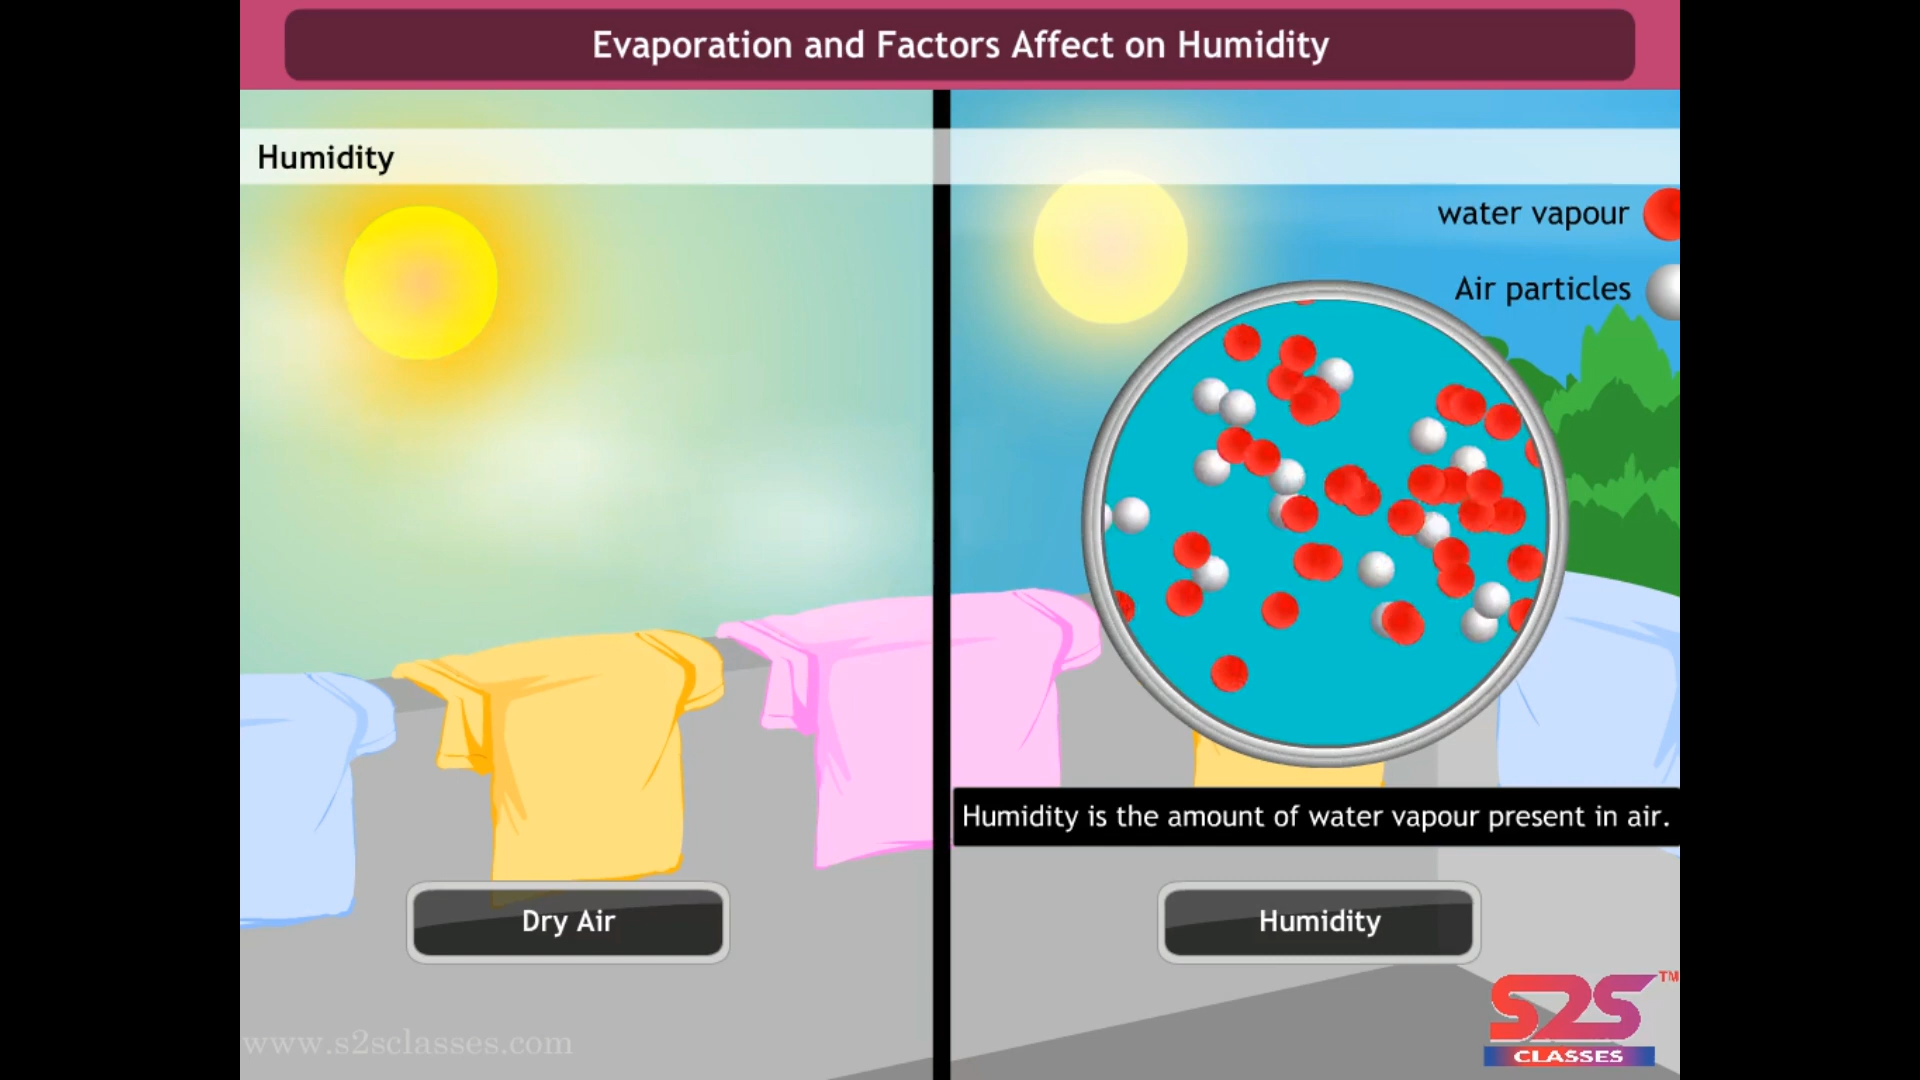 Evaporation and Factors Affect on Humidity
Humidity
water vapour
Air particles
Humidity is the amount of water vapour present in air.
Dry Air
Humidity
S2S TM
CLASSES
www.s2sclasses.com